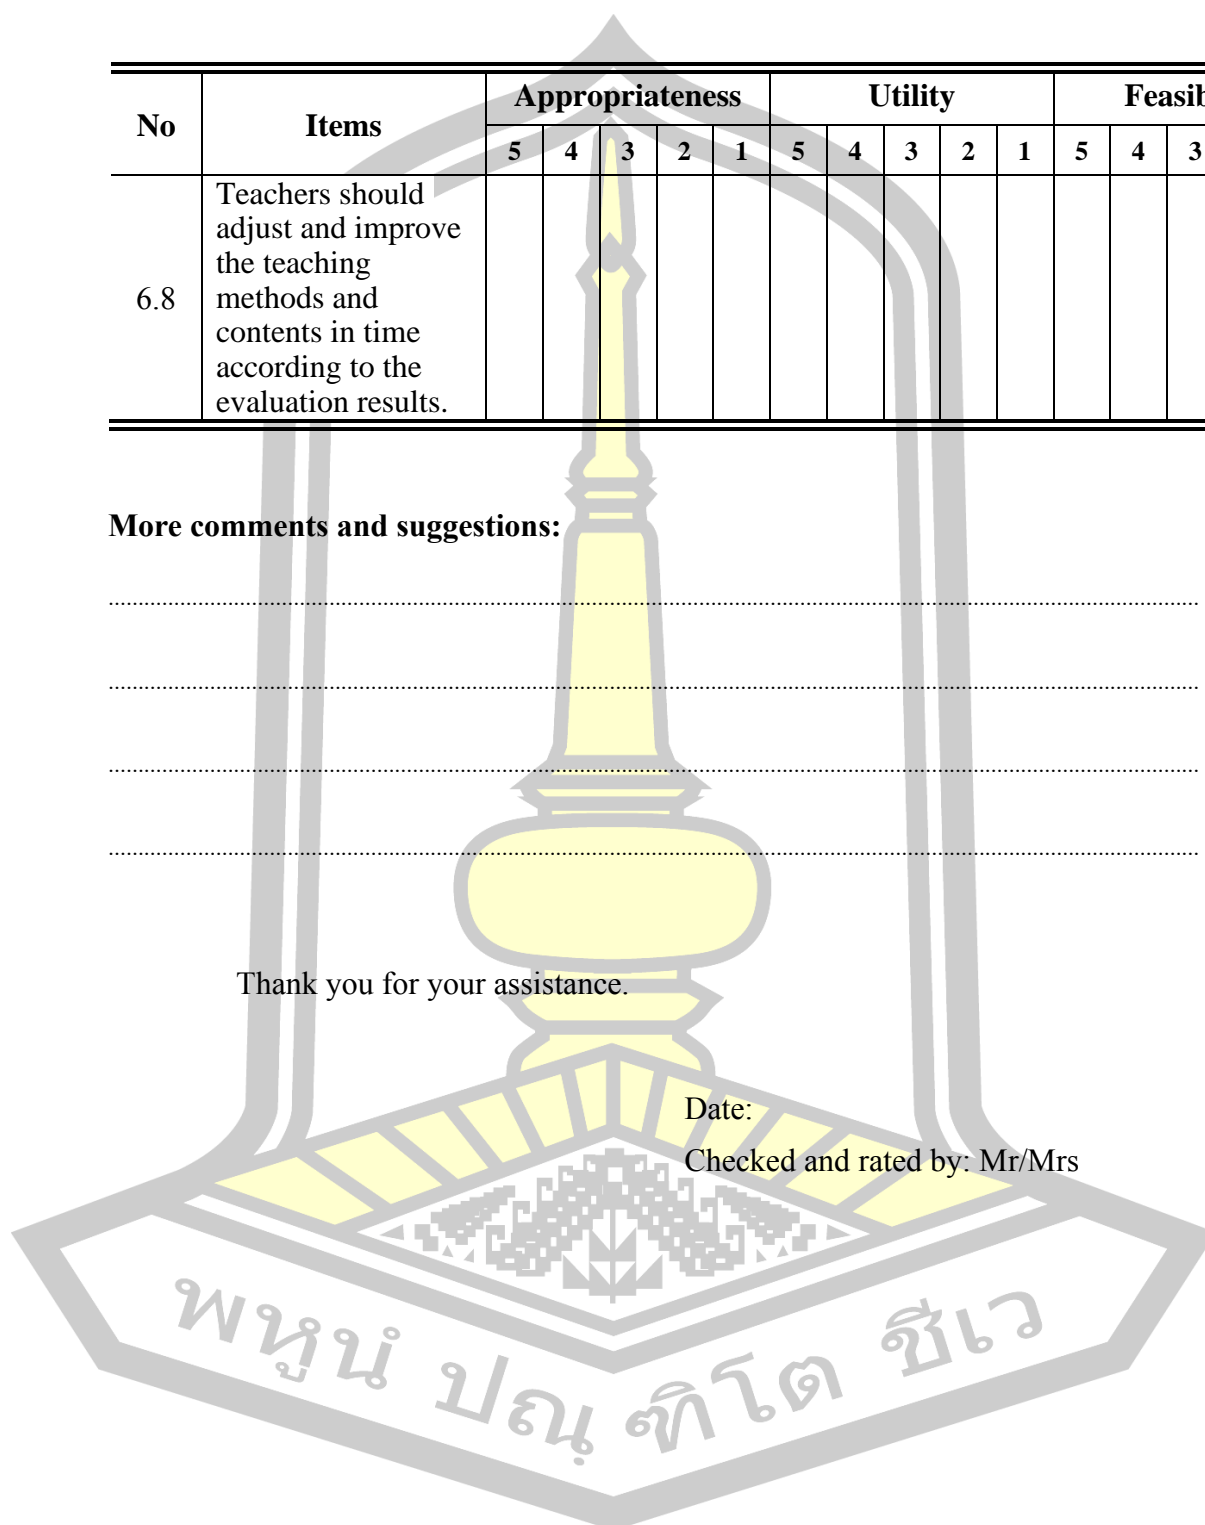 No Items Appropriateness Utility Feasib
5 4 3 2 1 5 4 3 2 1 5 4 3
6.8 Teachers should
adjust and improve
the teaching
methods and
contents in time
according to the
evaluation results.
More comments and suggestions:
Thank you for your assistance.
Date:
Checked and rated by: Mr/Mrs
พหูนํ ปณฺฑิโต ชีเว